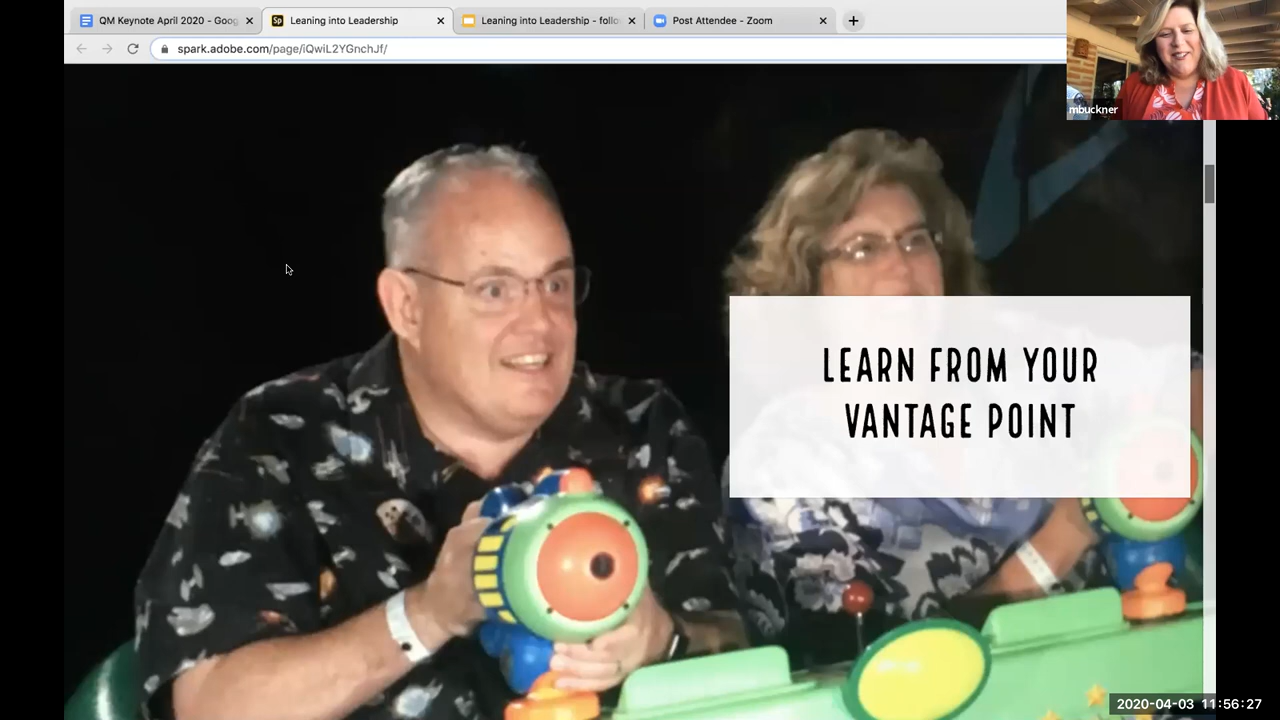 QM Keynote April 2020 - Goog
Sp
Leaning into Leadership
Leaning into Leadership - follo
Post Attendee - Zoom
spark.adobe.com/page/iQwiL2YGnchJf/
mbuckner
LEARN FROM YOUR
VANTAGE POINT
2020-04-03 11:56:27